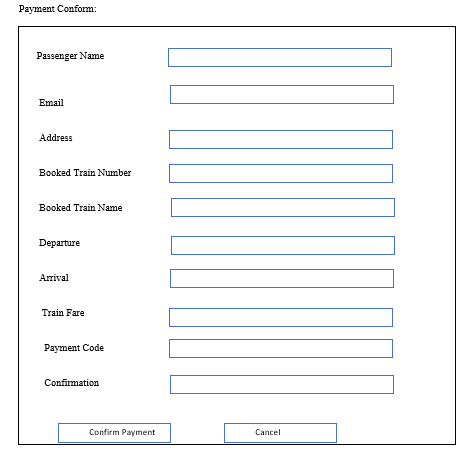 Payment Conform:
Passenger Name
Email
Address
Booked Train Number
Booked Train Name
Departure
Arrival
Train Fare
Payment Code
Confirmation
Confirm Payment Cancel